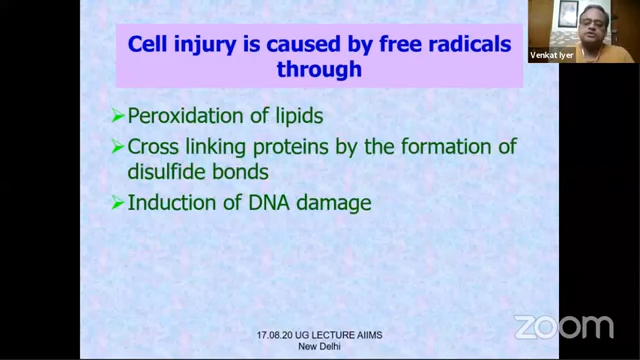 Cell injury is caused by free radicals
through
Venkat Iyer
Peroxidation of lipids
Cross linking proteins by the formation of
disulfide bonds
Induction of DNA damage
17.08.20 UG LECTURE AIIMS
New Delhi
zoom